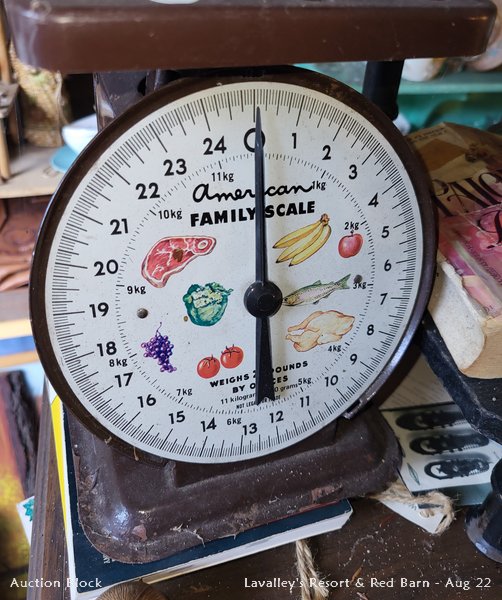 24 0 1
23 2
22 3
21 4
20 5
19 6
18 7
17 8
16 9
15 10
14 11
13 12
11kg
1kg
10kg
2kg
9kg
3kg
8kg
4kg
7kg
5kg
6kg
American
FAMILY SCALE
BY OUNCES
Auction Block
Lavalley's Resort & Red Barn - Aug 22